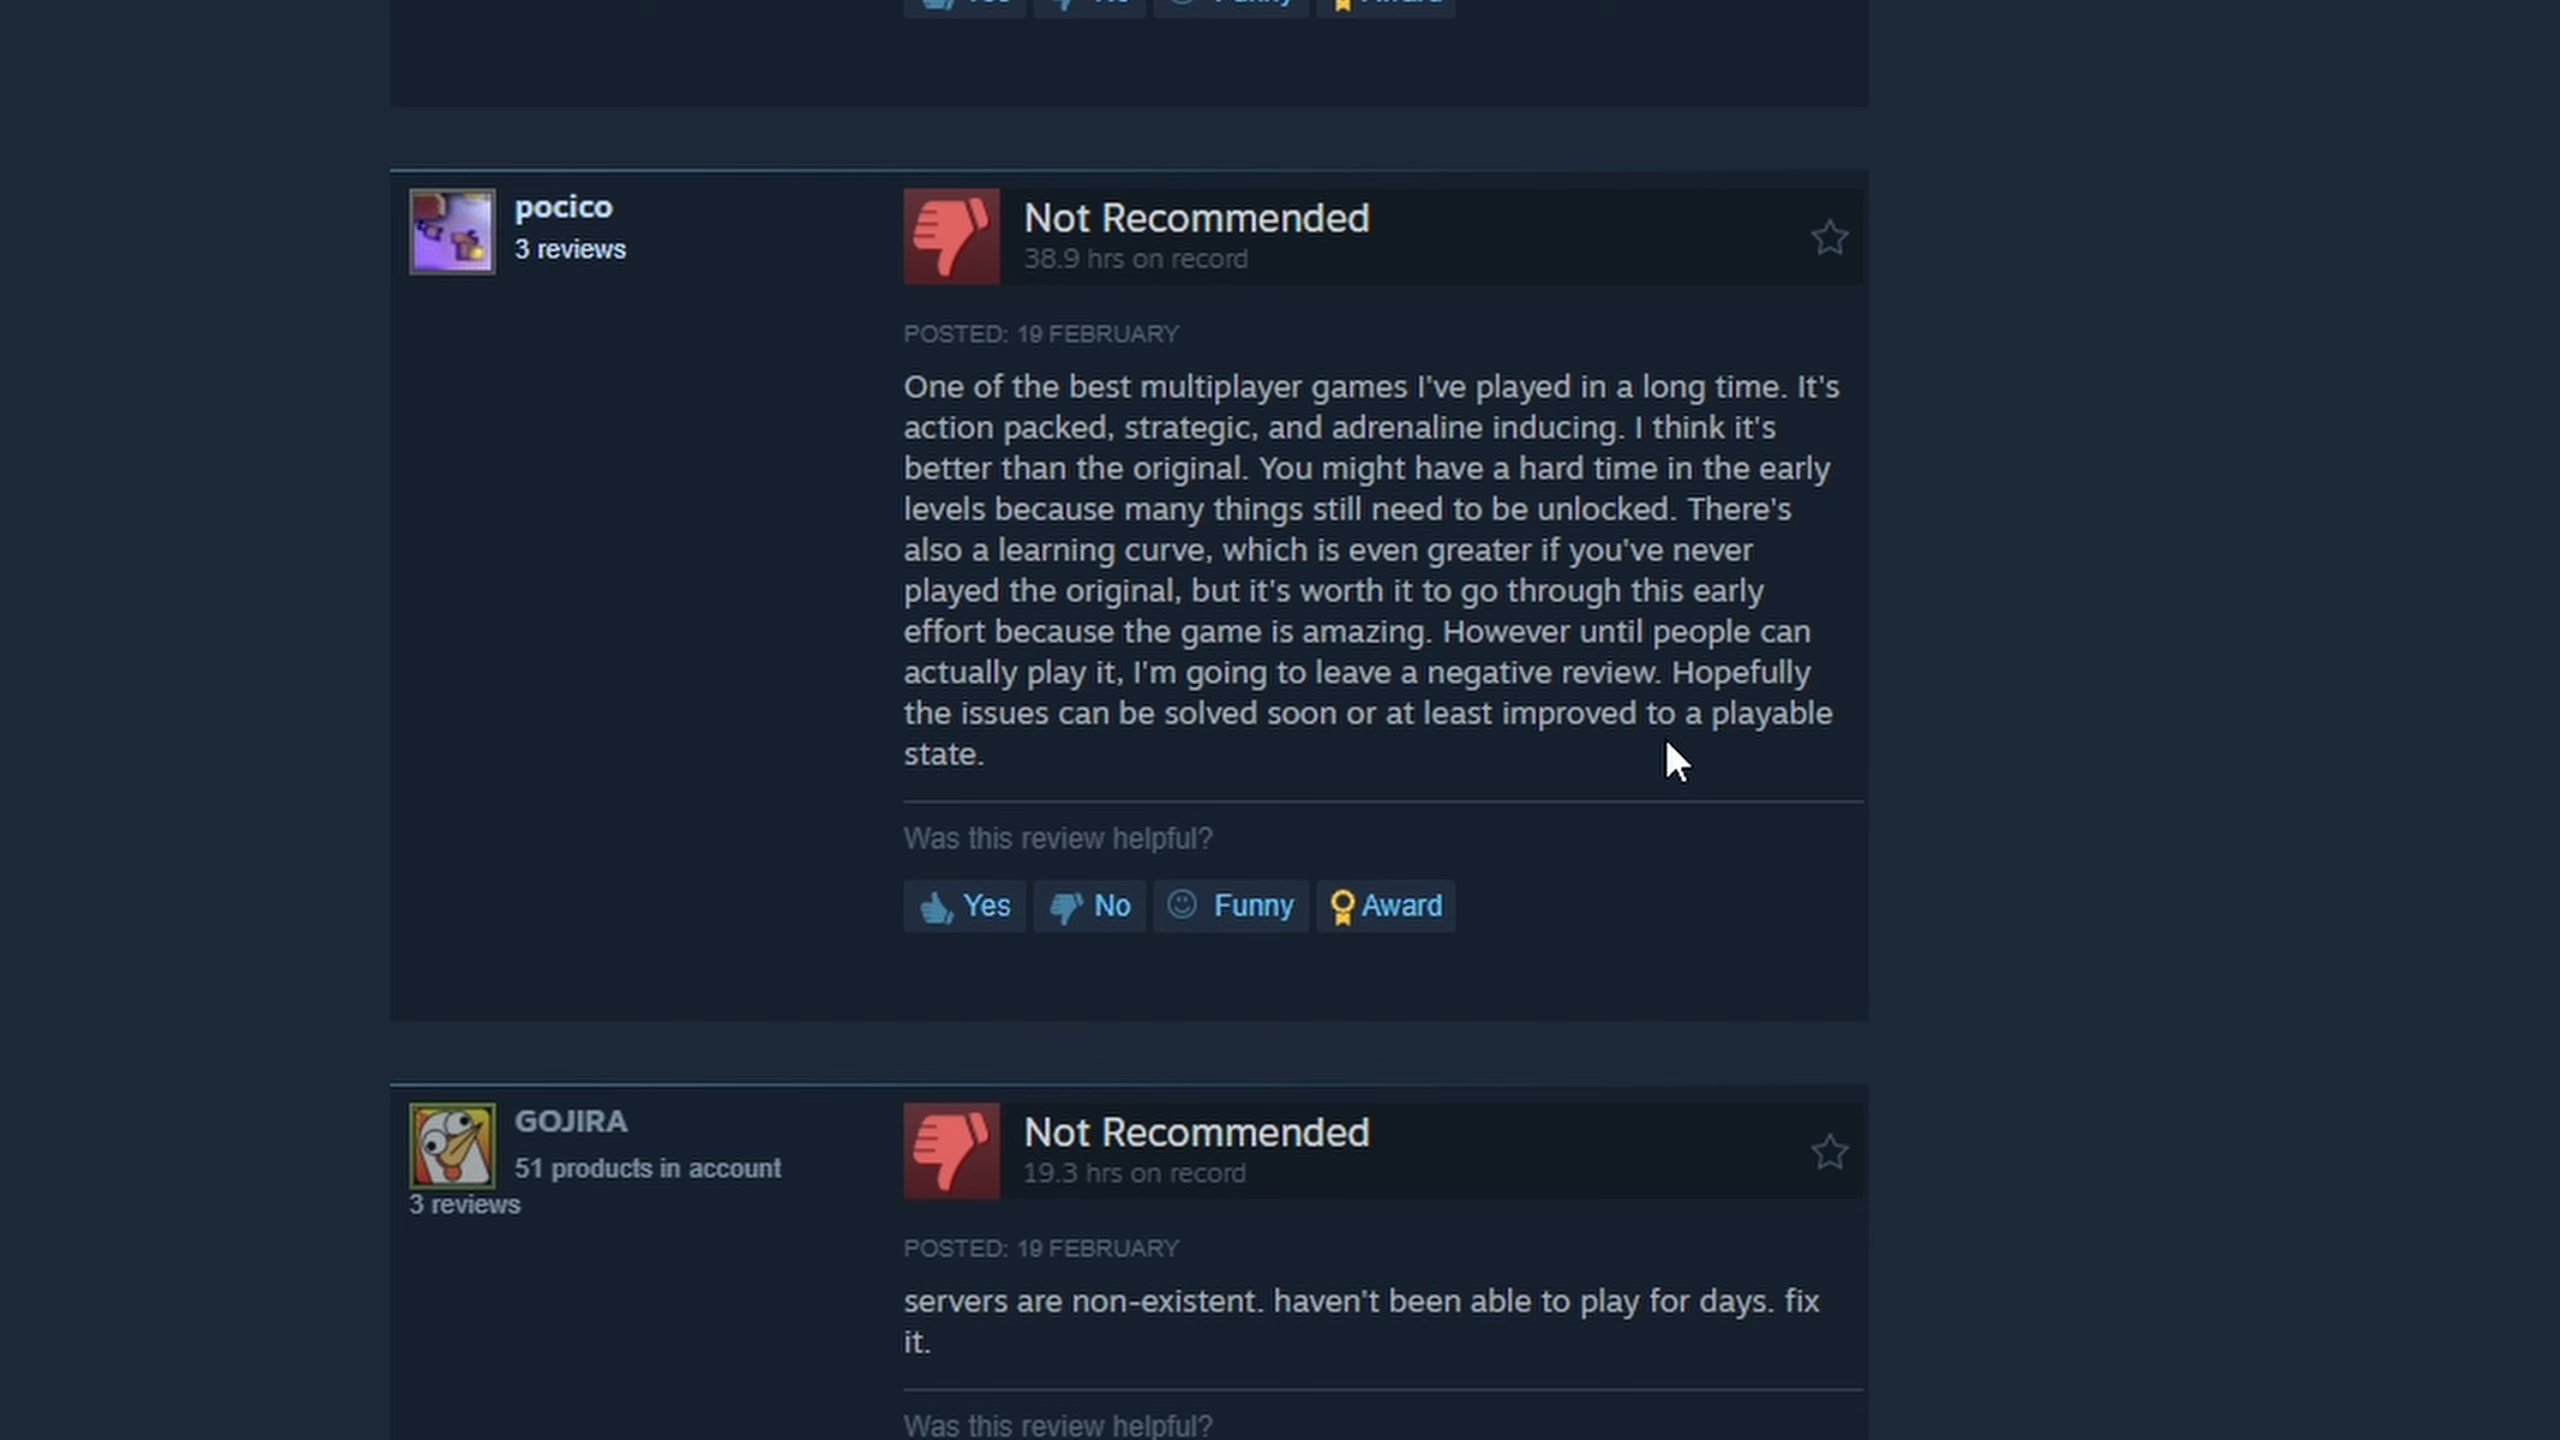 Yes No Funny Award
pocico
3 reviews
Not Recommended
38.9 hrs on record
POSTED: 19 FEBRUARY
One of the best multiplayer games I've played in a long time. It's
action packed, strategic, and adrenaline inducing. I think it's
better than the original. You might have a hard time in the early
levels because many things still need to be unlocked. There's
also a learning curve, which is even greater if you've never
played the original, but it's worth it to go through this early
effort because the game is amazing. However until people can
actually play it, I'm going to leave a negative review. Hopefully
the issues can be solved soon or at least improved to a playable
state.
Was this review helpful?
Yes No Funny Award
GOJIRA
51 products in account
3 reviews
Not Recommended
19.3 hrs on record
POSTED: 19 FEBRUARY
servers are non-existent. haven't been able to play for days. fix
it.
Was this review helpful?